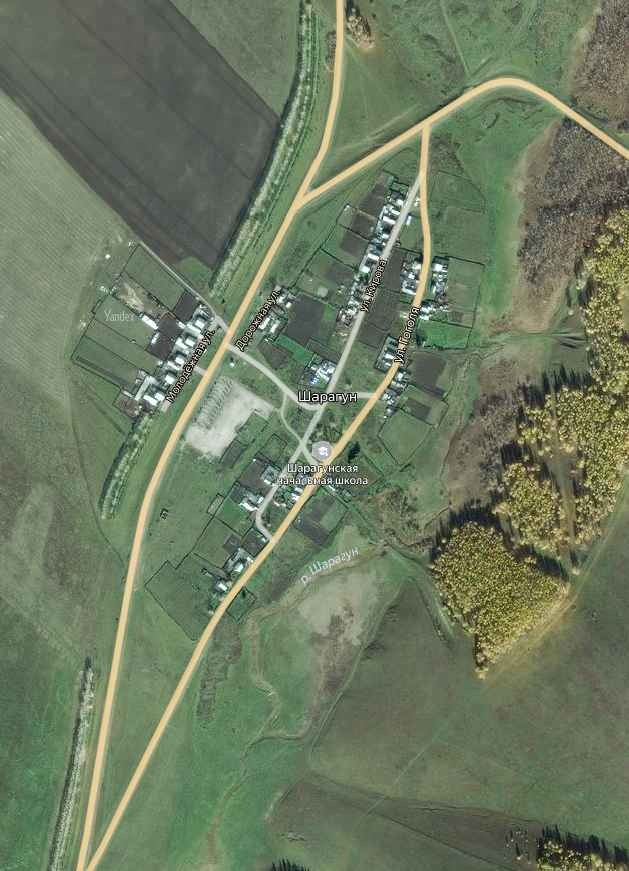 ул. Кирова
Дорожная ул.
ул. Гоголя
Yandex
Молодёжная ул.
Шарагун
Шарагунская
начальная школа
р. Шарагун